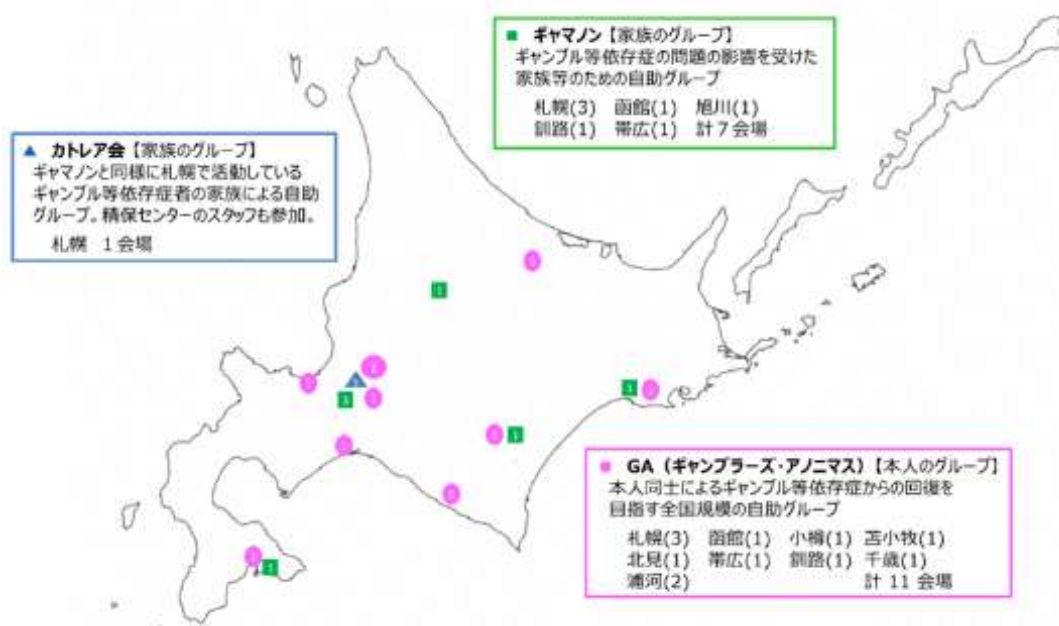 ■ ギャマノン【家族のグループ】
ギャンブル等依存症の問題の影響を受けた
家族等のための自助グループ
札幌(3) 函館(1) 旭川(1)
釧路(1) 帯広(1) 計7会場
▲ カトレア会【家族のグループ】
ギャマノンと同様に札幌で活動している
ギャンブル等依存症者の家族による自助
グループ。精保センターのスタッフも参加。
札幌 1会場
1
3
1
1
1
● GA(ギャンブラーズ・アノニマス)【本人のグループ】
本人同士によるギャンブル等依存症からの回復を
目指す全国規模の自助グループ
札幌(3) 函館(1) 小樽(1) 苫小牧(1)
北見(1) 帯広(1) 釧路(1) 千歳(1)
浦河(2) 計 11 会場